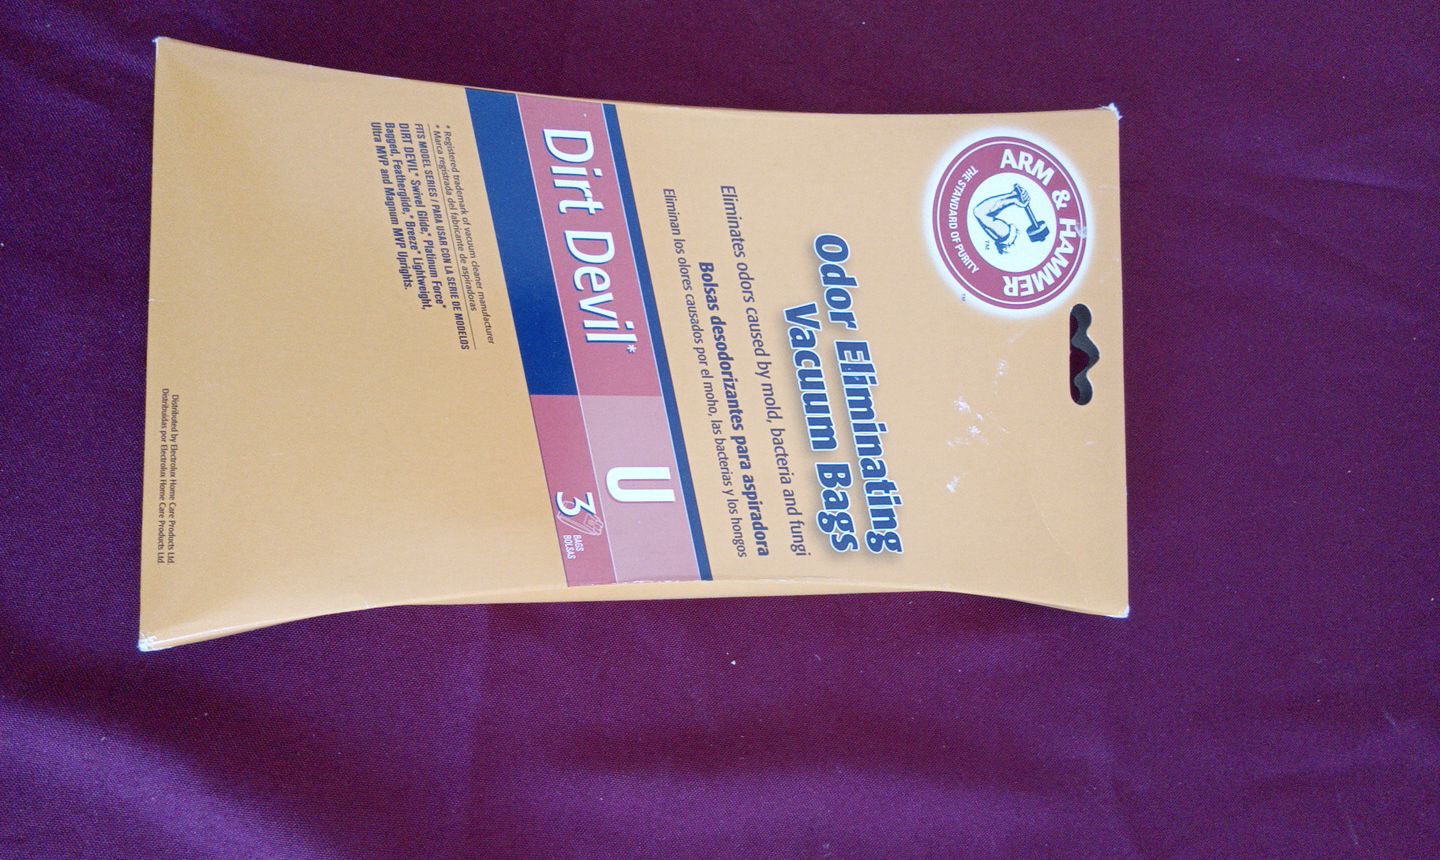 ARM & HAMMER
THE STANDARD OF PURITY
TM
TM
Odor Eliminating
Vacuum Bags
Eliminates odors caused by mold, bacteria and fungi
Bolsas desodorizantes para aspiradora
Eliminan los olores causados por el moho, las bacterias y los hongos
Dirt Devil*
U
3 BAGS
BOLSAS
* Registered trademark of vacuum cleaner manufacturer
* Marca registrada del fabricante de aspiradoras
FITS MODEL SERIES / PARA USAR CON LA SERIE DE MODELOS
DIRT DEVIL* Swivel Glide,* Platinum Force*
Bagged, Featherglide,* Breeze* Lightweight,
Ultra MVP and Magnum MVP Uprights.
Distributed by Electrolux Home Care Products Ltd.
Distribuidas por Electrolux Home Care Products Ltd.